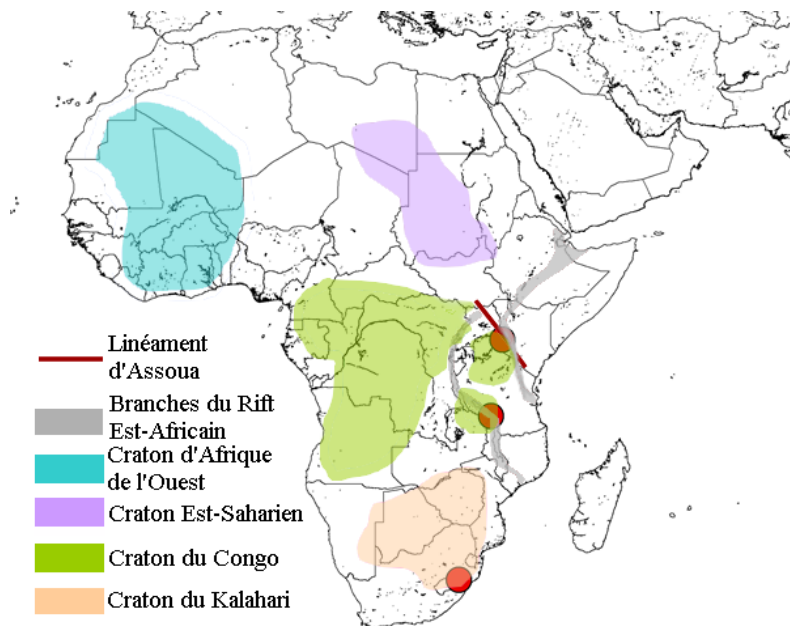 Linéament
d'Assoua
Branches du Rift
Est-Africain
Craton d'Afrique
de l'Ouest
Craton Est-Saharien
Craton du Congo
Craton du Kalahari